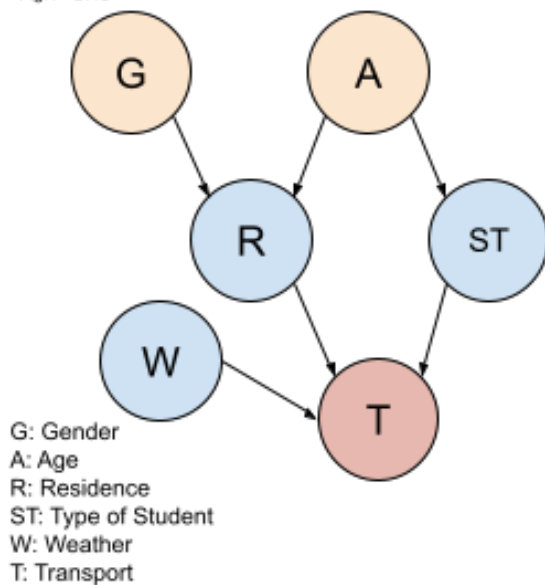 G
A
R
ST
W
T
G: Gender
A: Age
R: Residence
ST: Type of Student
W: Weather
T: Transport